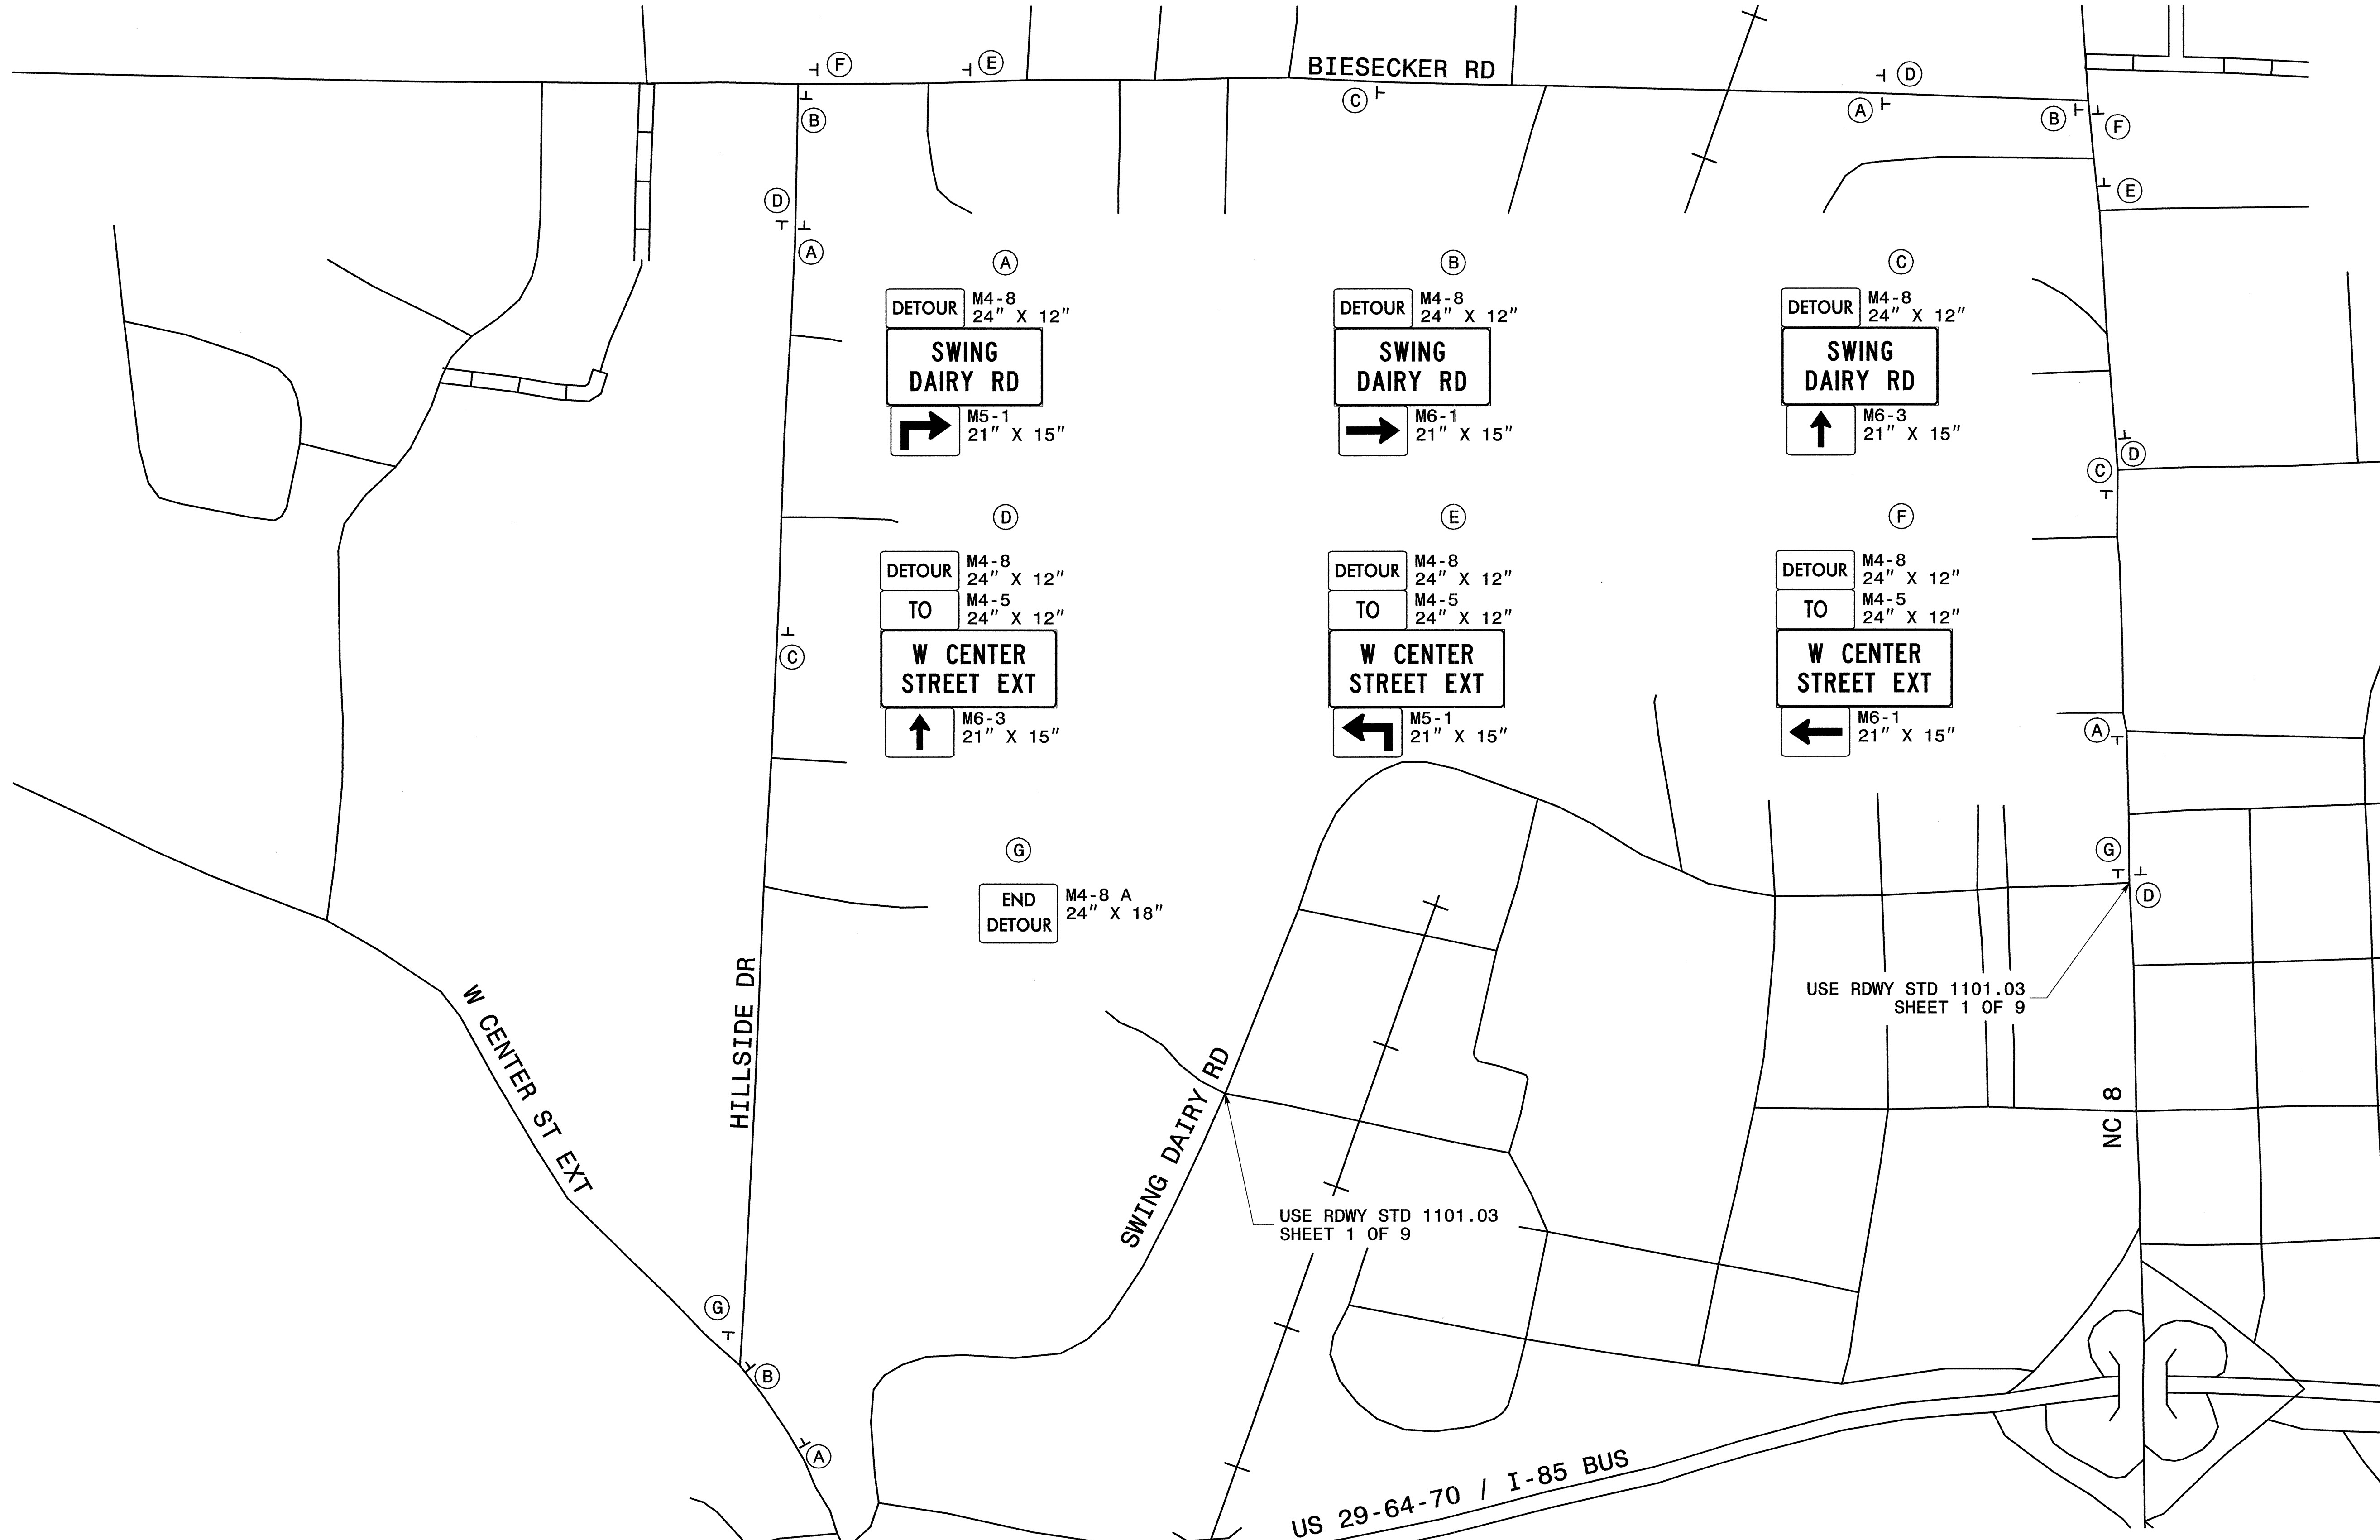 F
E
BIESECKER RD
D
C
A
B
F
B
E
D
A
A
DETOUR
M4-8
24" X 12"
SWING
DAIRY RD
M5-1
21" X 15"
B
DETOUR
M4-8
24" X 12"
SWING
DAIRY RD
M6-1
21" X 15"
C
DETOUR
M4-8
24" X 12"
SWING
DAIRY RD
M6-3
21" X 15"
D
C
D
DETOUR
M4-8
24" X 12"
TO
M4-5
24" X 12"
W CENTER
STREET EXT
M6-3
21" X 15"
E
DETOUR
M4-8
24" X 12"
TO
M4-5
24" X 12"
W CENTER
STREET EXT
M5-1
21" X 15"
F
DETOUR
M4-8
24" X 12"
TO
M4-5
24" X 12"
W CENTER
STREET EXT
M6-1
21" X 15"
C
A
G
END
DETOUR
M4-8 A
24" X 18"
G
D
USE RDWY STD 1101.03
SHEET 1 OF 9
W CENTER ST EXT
HILLSIDE DR
SWING DAIRY RD
NC 8
USE RDWY STD 1101.03
SHEET 1 OF 9
G
B
A
US 29-64-70 / I-85 BUS